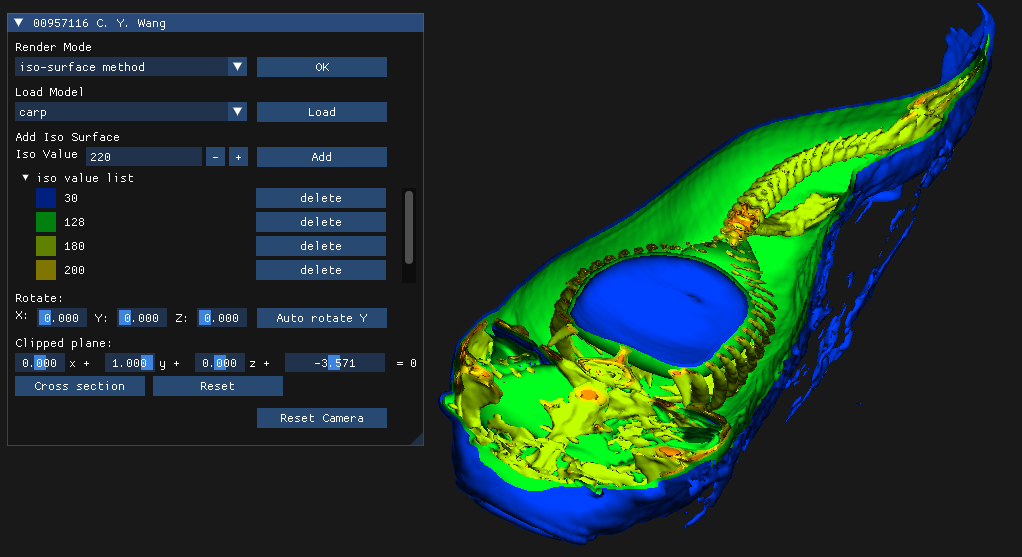 00957116 C. Y. Wang
Render Mode
iso-surface method OK
Load Model
carp Load
Add Iso Surface
Iso Value 220 - + Add
iso value list
30 delete
128 delete
180 delete
200 delete
Rotate:
X: 0.000 Y: 0.000 Z: 0.000 Auto rotate Y
Clipped plane:
0.000 x + 1.000 y + 0.000 z + -3.571 = 0
Cross section Reset
Reset Camera